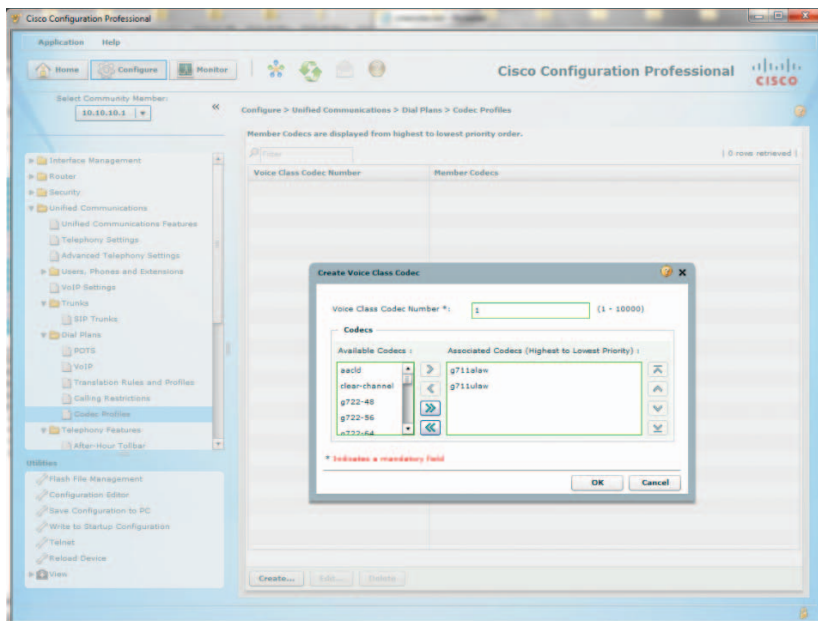 Cisco Configuration Professional
Application Help
Home Configure Monitor
Cisco Configuration Professional
CISCO
Select Community Member:
10.10.10.1
«
Configure > Unified Communications > Dial Plans > Codec Profiles
Member Codecs are displayed from highest to lowest priority order.
Filter
| 0 rows retrieved |
Voice Class Codec Number Member Codecs
Interface Management
Router
Security
Unified Communications
Unified Communications Features
Telephony Settings
Advanced Telephony Settings
Users, Phones and Extensions
VoIP Settings
Trunks
SIP Trunks
Dial Plans
POTS
VoIP
Translation Rules and Profiles
Calling Restrictions
Codec Profiles
Telephony Features
After-Hour Tollbar
Utilities
Flash File Management
Configuration Editor
Save Configuration to PC
Write to Startup Configuration
Telnet
Reload Device
View
Create Voice Class Codec
Voice Class Codec Number *: 1 (1 - 10000)
Codecs
Available Codecs : Associated Codecs (Highest to Lowest Priority) :
aacld
clear-channel
g722-48
g722-56
g722-64
g711alaw
g711ulaw
* Indicates a mandatory field
OK Cancel
Create... Edit... Delete